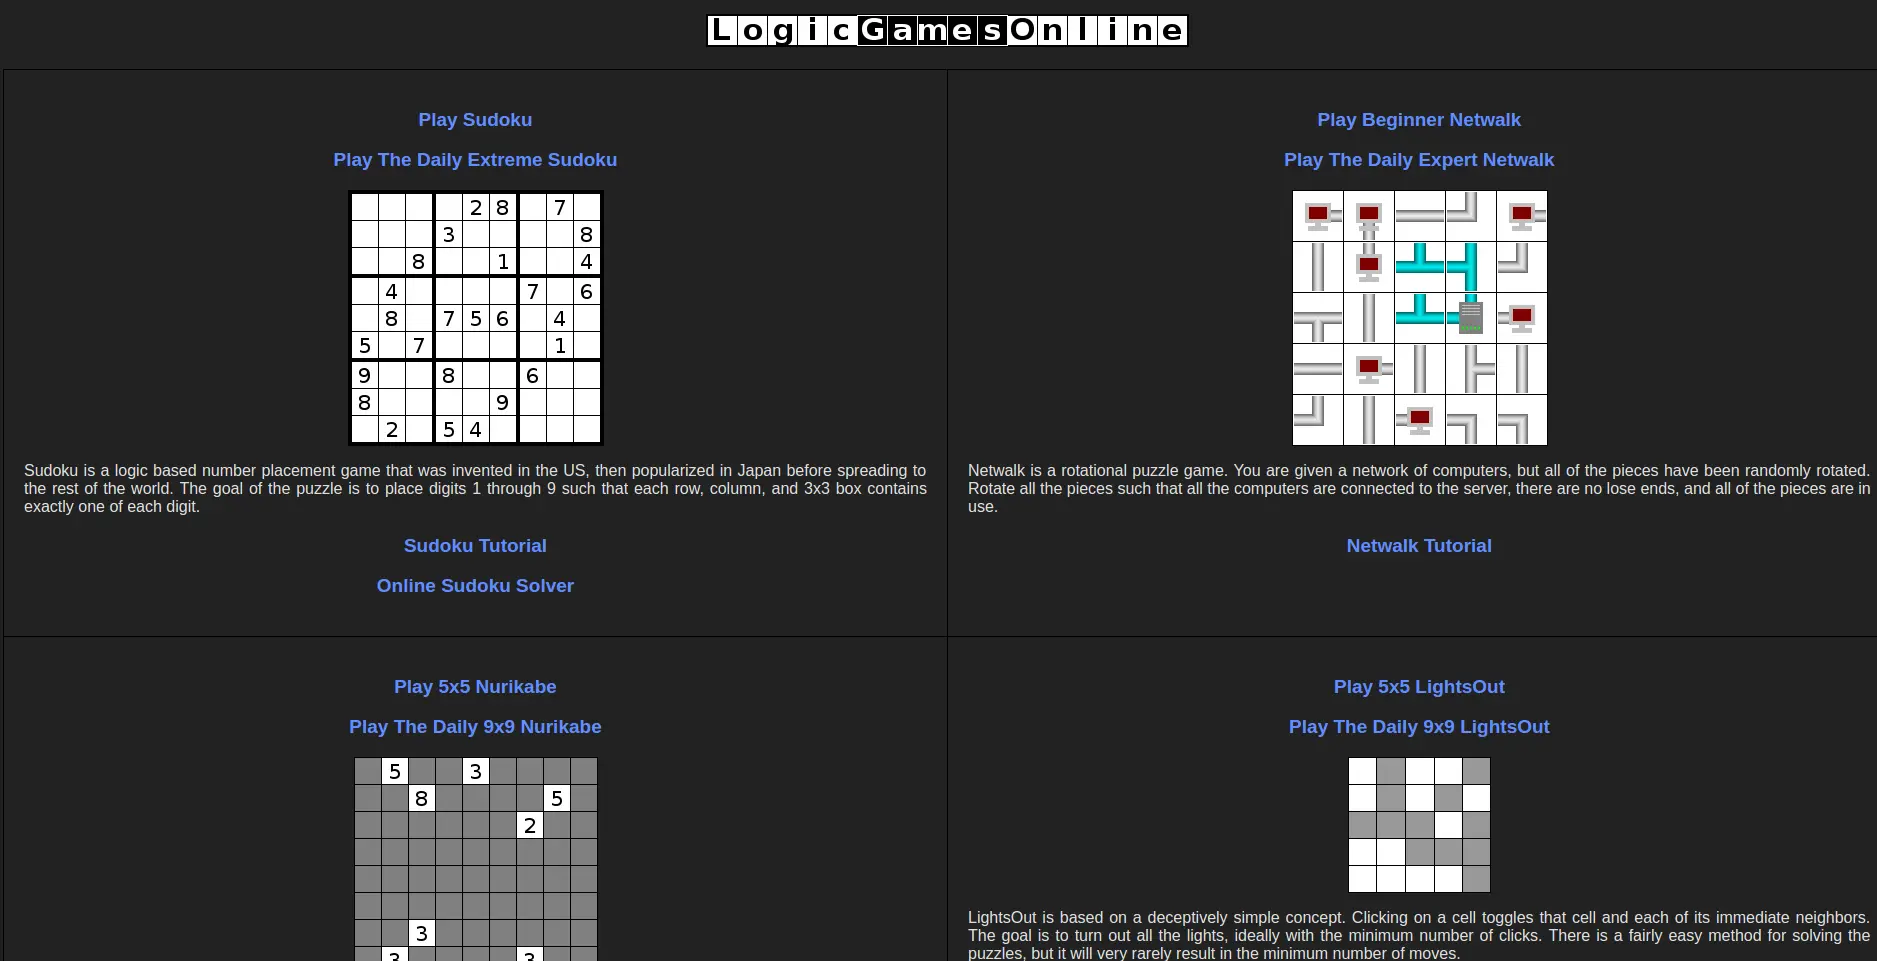 LogicGamesOnline
Play Sudoku
Play The Daily Extreme Sudoku
2 8 7
3 8
8 1 4
4 7 6
8 7 5 6 4
5 7 1
9 8 6
8 9
2 5 4
Sudoku is a logic based number placement game that was invented in the US, then popularized in Japan before spreading to
the rest of the world. The goal of the puzzle is to place digits 1 through 9 such that each row, column, and 3x3 box contains
exactly one of each digit.
Sudoku Tutorial
Online Sudoku Solver
Play Beginner Netwalk
Play The Daily Expert Netwalk
Netwalk is a rotational puzzle game. You are given a network of computers, but all of the pieces have been randomly rotated.
Rotate all the pieces such that all the computers are connected to the server, there are no lose ends, and all of the pieces are in
use.
Netwalk Tutorial
Play 5x5 Nurikabe
Play The Daily 9x9 Nurikabe
5 3
8 5
2
3
3 3
Play 5x5 LightsOut
Play The Daily 9x9 LightsOut
LightsOut is based on a deceptively simple concept. Clicking on a cell toggles that cell and each of its immediate neighbors.
The goal is to turn out all the lights, ideally with the minimum number of clicks. There is a fairly easy method for solving the
puzzles, but it will very rarely result in the minimum number of moves.